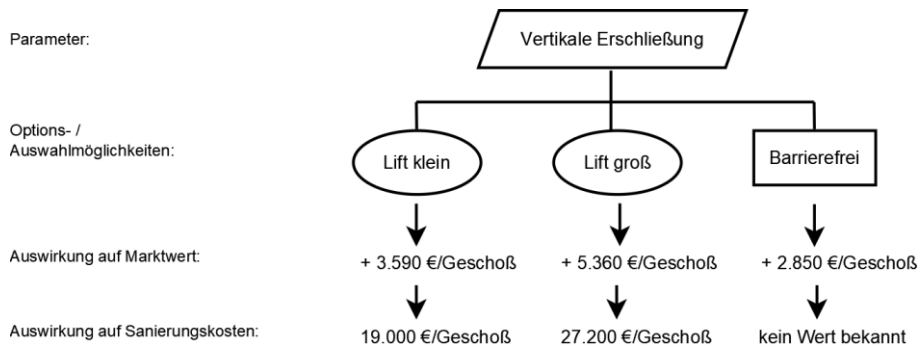 Parameter:
Vertikale Erschließung
Options- /
Auswahlmöglichkeiten:
Lift klein
Lift groß
Barrierefrei
Auswirkung auf Marktwert:
+ 3.590 €/Geschoß
+ 5.360 €/Geschoß
+ 2.850 €/Geschoß
Auswirkung auf Sanierungskosten:
19.000 €/Geschoß
27.200 €/Geschoß
kein Wert bekannt